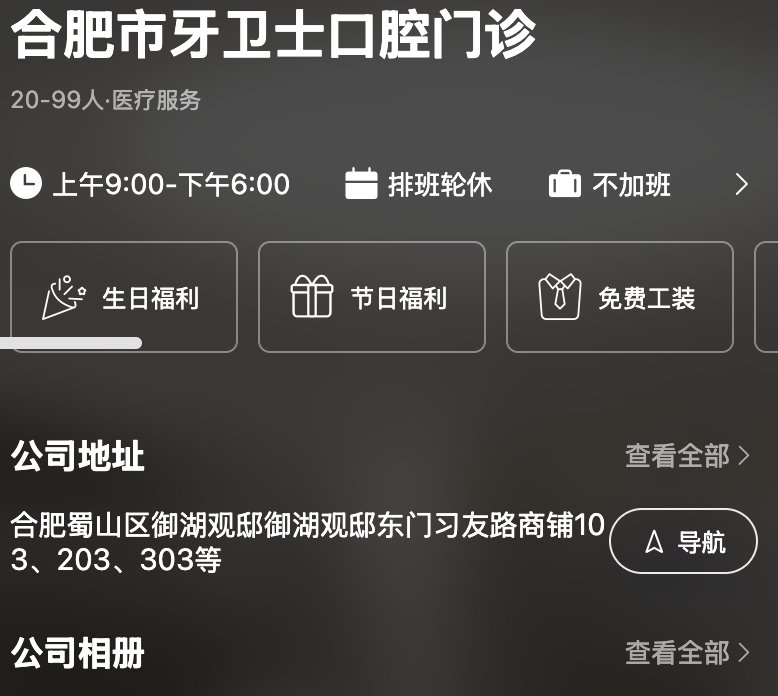 合肥市牙卫士口腔门诊
20-99人·医疗服务
上午9:00-下午6:00 排班轮休 不加班
生日福利 节日福利 免费工装
公司地址 查看全部
合肥蜀山区御湖观邸御湖观邸东门习友路商铺10
3、203、303等
导航
公司相册 查看全部